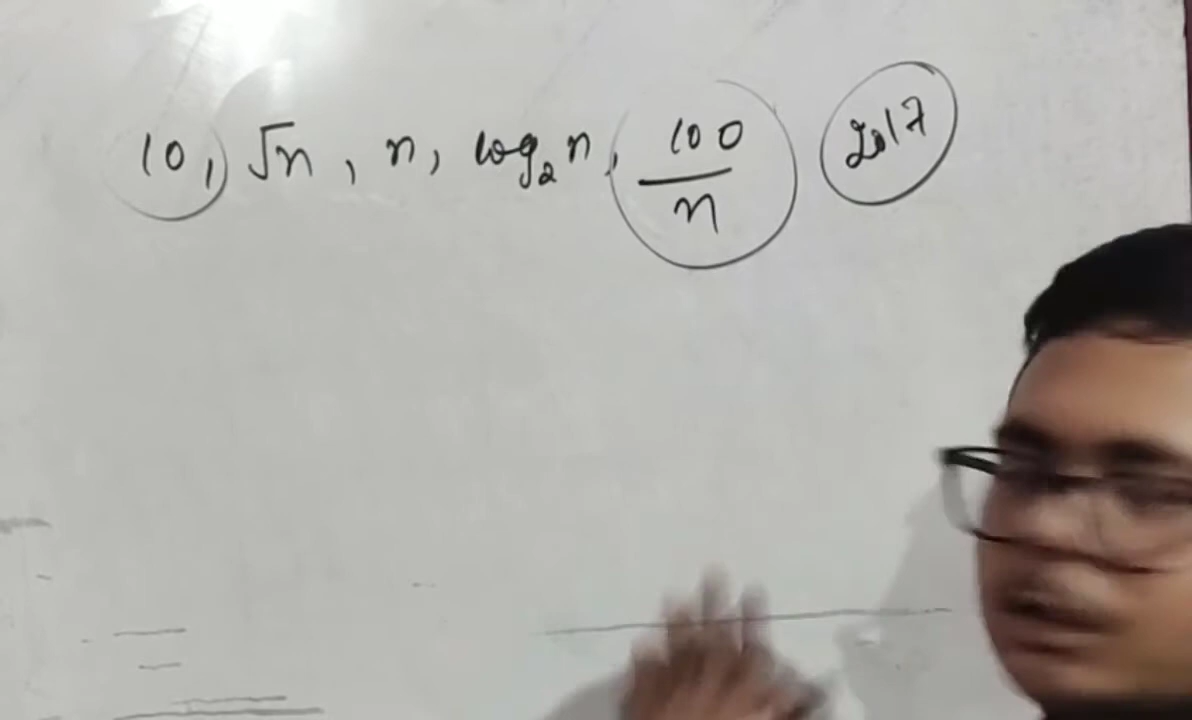 10, √n, n, log₂n, 100/n 2017